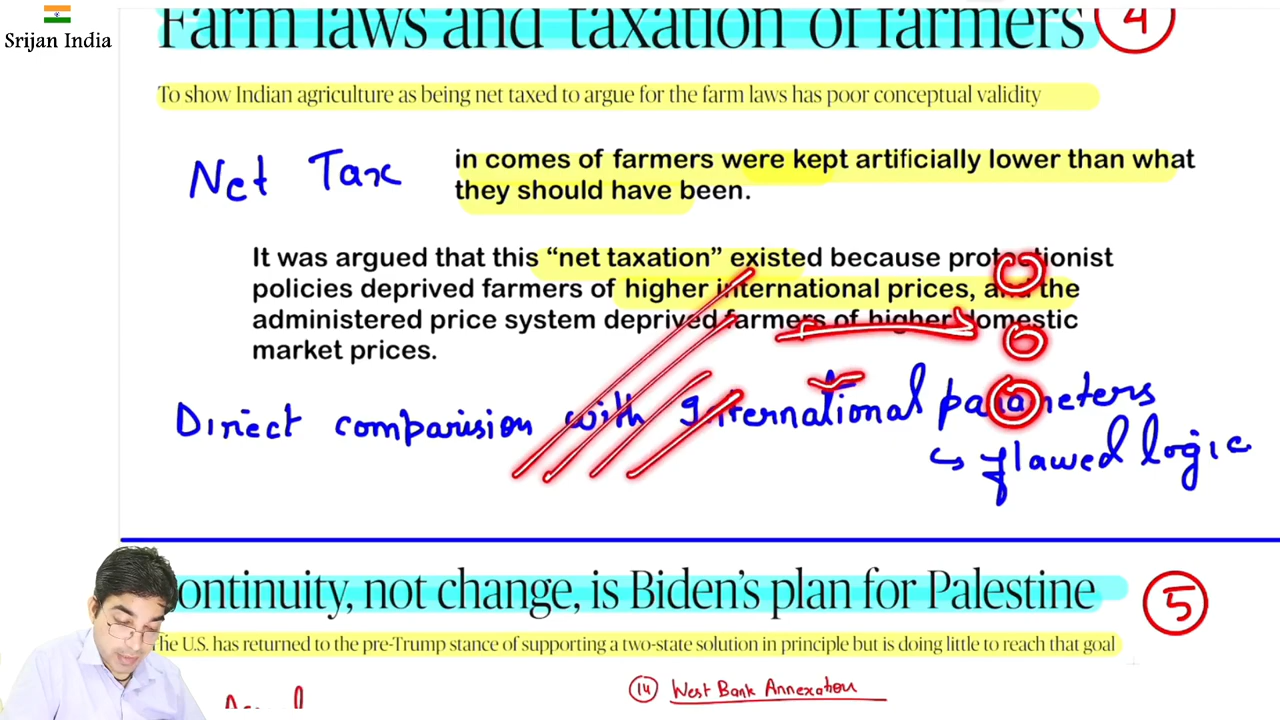 Srijan India
Farm laws and taxation of farmers
4
To show Indian agriculture as being net taxed to argue for the farm laws has poor conceptual validity
Net Tax
in comes of farmers were kept artificially lower than what
they should have been.
It was argued that this “net taxation” existed because protectionist
policies deprived farmers of higher international prices, and the
administered price system deprived farmers of higher domestic
market prices.
Direct comparision with International parameters
↳ flawed logic
ontinuity, not change, is Biden's plan for Palestine
5
he U.S. has returned to the pre-Trump stance of supporting a two-state solution in principle but is doing little to reach that goal
14 West Bank Annexation